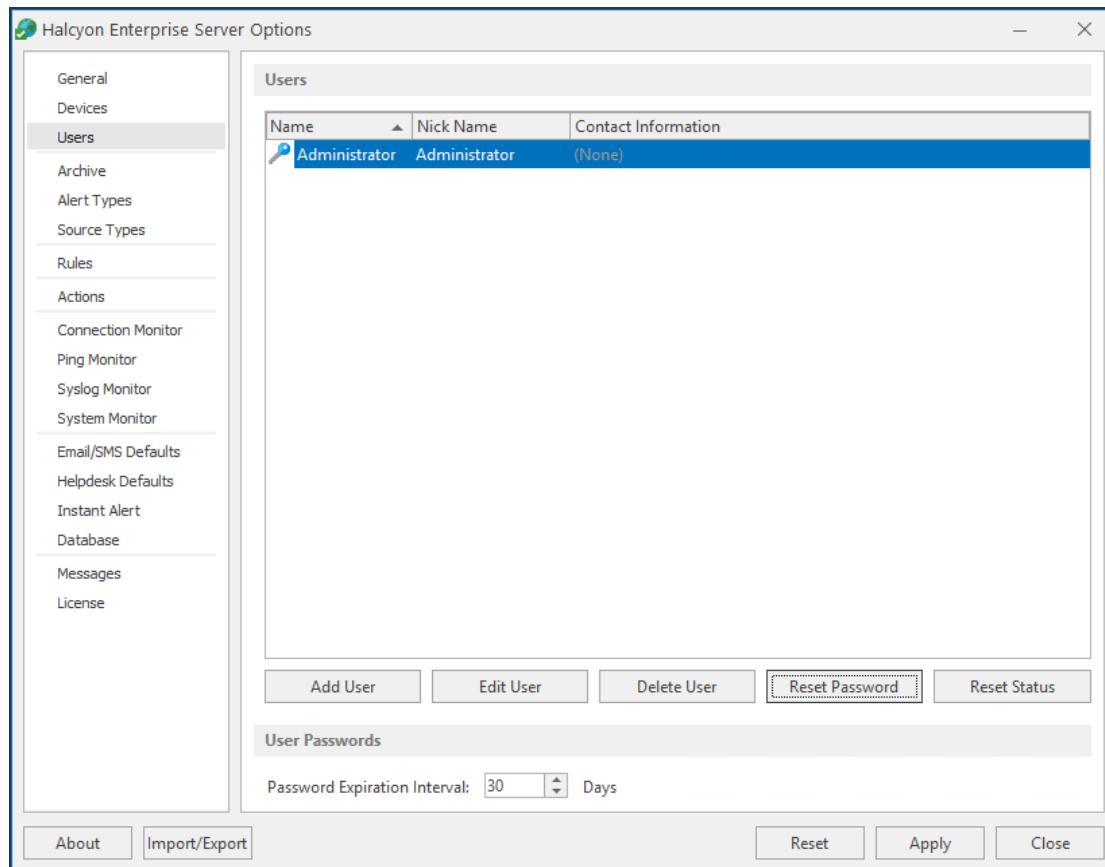 Halcyon Enterprise Server Options
General
Devices
Users
Archive
Alert Types
Source Types
Rules
Actions
Connection Monitor
Ping Monitor
Syslog Monitor
System Monitor
Email/SMS Defaults
Helpdesk Defaults
Instant Alert
Database
Messages
License
Users
Name Nick Name Contact Information
Administrator Administrator (None)
Add User Edit User Delete User Reset Password Reset Status
User Passwords
Password Expiration Interval: 30 Days
About Import/Export Reset Apply Close